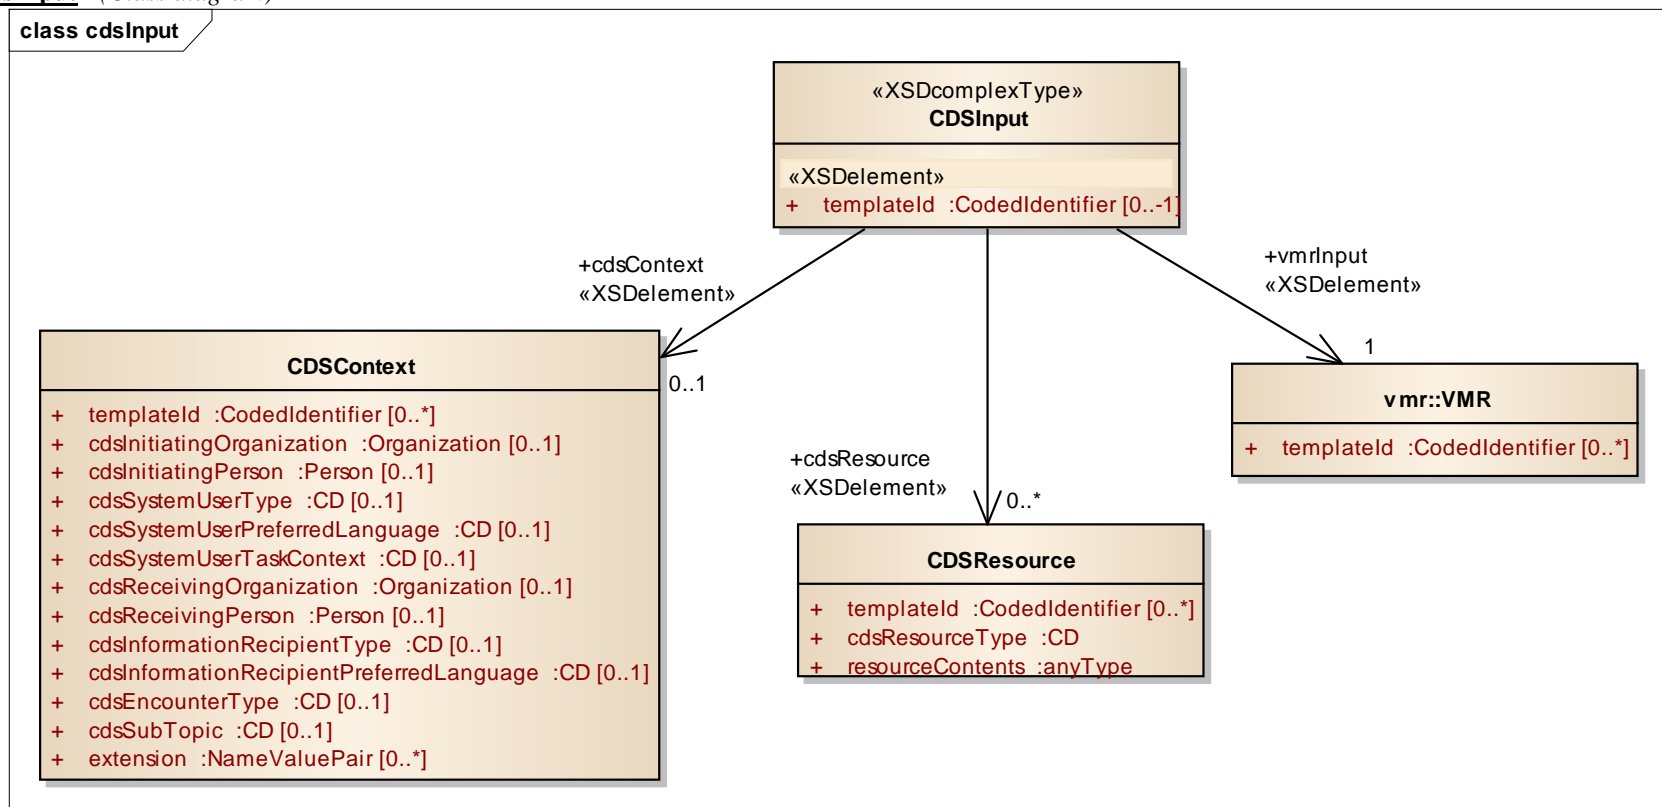 class cdsInput
«XSDcomplexType»
CDSInput
«XSDelement»
+ templateId :CodedIdentifier [0..-1]
+cdsContext
«XSDelement»
0..1
+cdsResource
«XSDelement»
0..*
+vmrInput
«XSDelement»
1
CDSContext
+ templateId :CodedIdentifier [0..*]
+ cdsInitiatingOrganization :Organization [0..1]
+ cdsInitiatingPerson :Person [0..1]
+ cdsSystemUserType :CD [0..1]
+ cdsSystemUserPreferredLanguage :CD [0..1]
+ cdsSystemUserTaskContext :CD [0..1]
+ cdsReceivingOrganization :Organization [0..1]
+ cdsReceivingPerson :Person [0..1]
+ cdsInformationRecipientType :CD [0..1]
+ cdsInformationRecipientPreferredLanguage :CD [0..1]
+ cdsEncounterType :CD [0..1]
+ cdsSubTopic :CD [0..1]
+ extension :NameValuePair [0..*]
CDSResource
+ templateId :CodedIdentifier [0..*]
+ cdsResourceType :CD
+ resourceContents :anyType
vmr::VMR
+ templateId :CodedIdentifier [0..*]